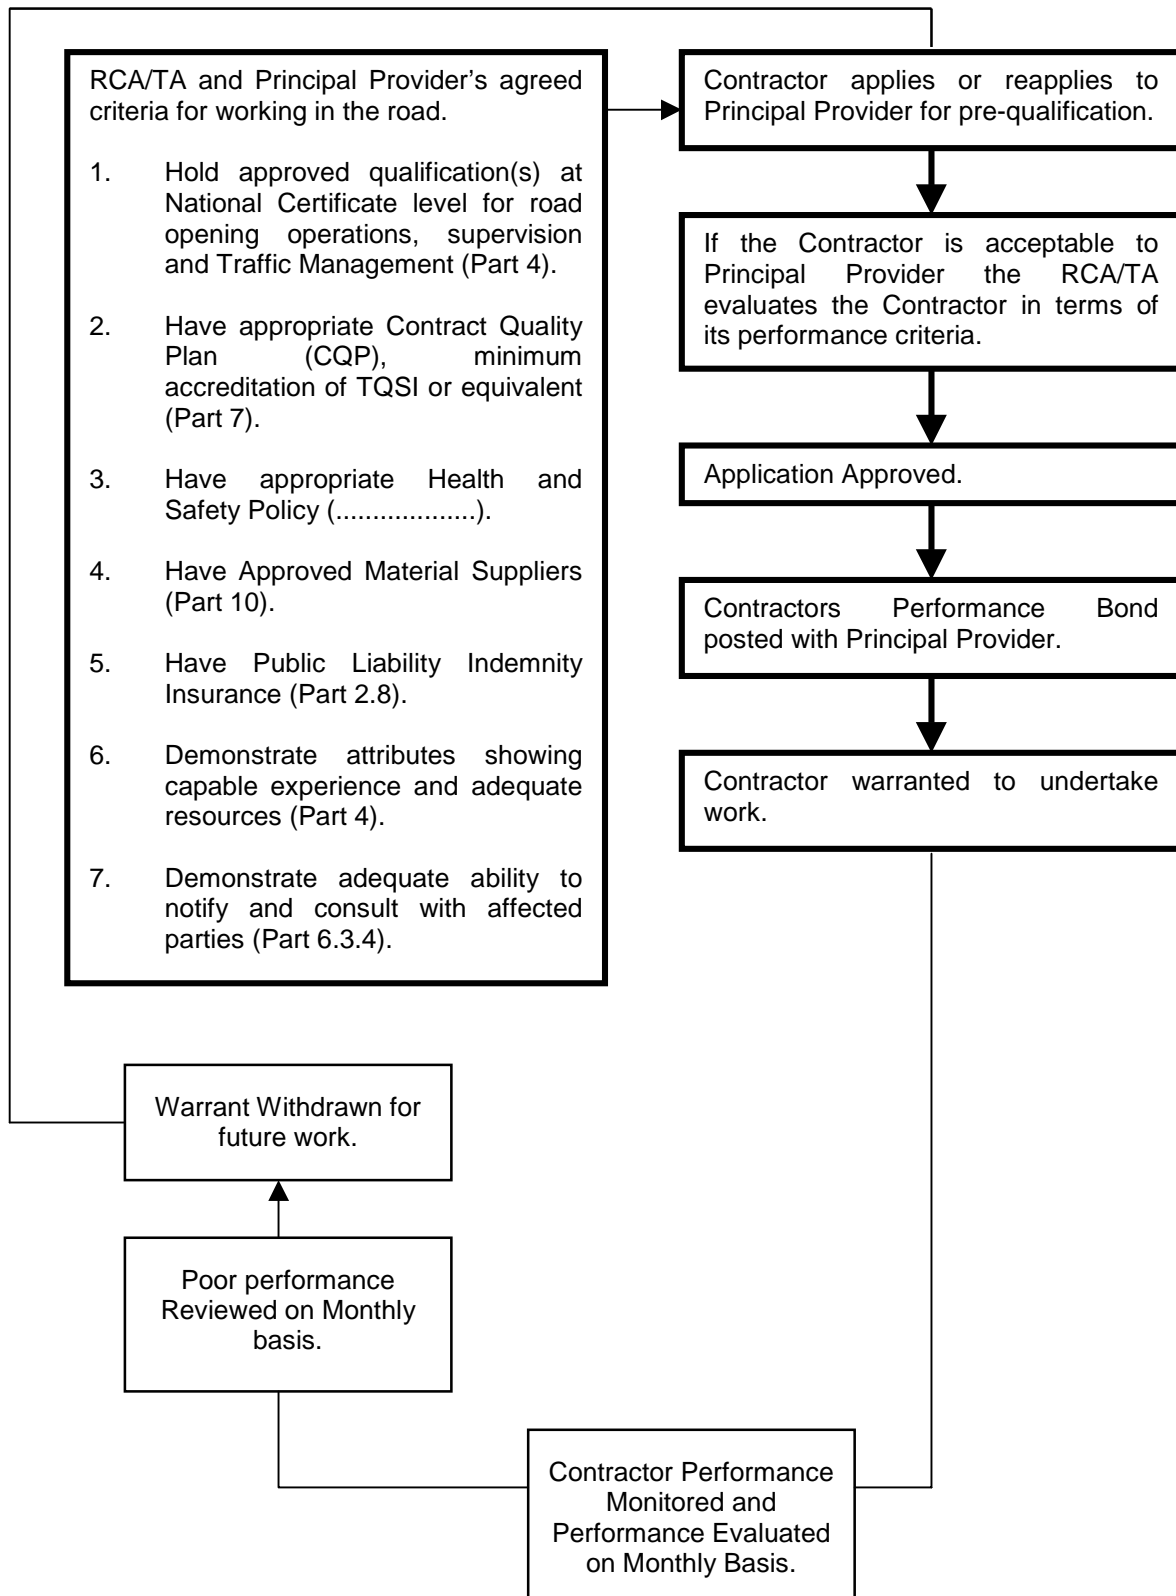 RCA/TA and Principal Provider's agreed
criteria for working in the road.
1. Hold approved qualification(s) at
National Certificate level for road
opening operations, supervision
and Traffic Management (Part 4).
2. Have appropriate Contract Quality
Plan (CQP), minimum
accreditation of TQSI or equivalent
(Part 7).
3. Have appropriate Health and
Safety Policy (...................).
4. Have Approved Material Suppliers
(Part 10).
5. Have Public Liability Indemnity
Insurance (Part 2.8).
6. Demonstrate attributes showing
capable experience and adequate
resources (Part 4).
7. Demonstrate adequate ability to
notify and consult with affected
parties (Part 6.3.4).
Contractor applies or reapplies to
Principal Provider for pre-qualification.
If the Contractor is acceptable to
Principal Provider the RCA/TA
evaluates the Contractor in terms of
its performance criteria.
Application Approved.
Contractors Performance Bond
posted with Principal Provider.
Contractor warranted to undertake
work.
Contractor Performance
Monitored and
Performance Evaluated
on Monthly Basis.
Poor performance
Reviewed on Monthly
basis.
Warrant Withdrawn for
future work.